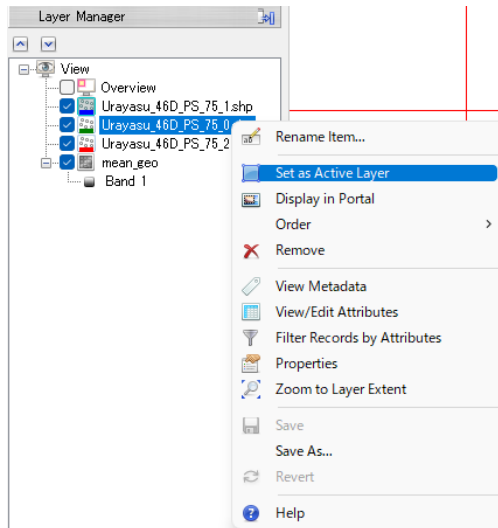 Layer Manager
View
Overview
Urayasu_46D_PS_75_1.shp
Urayasu_46D_PS_75_0
Urayasu_46D_PS_75_2
mean_geo
Band 1
Rename Item...
Set as Active Layer
Display in Portal
Order
Remove
View Metadata
View/Edit Attributes
Filter Records by Attributes
Properties
Zoom to Layer Extent
Save
Save As...
Revert
Help